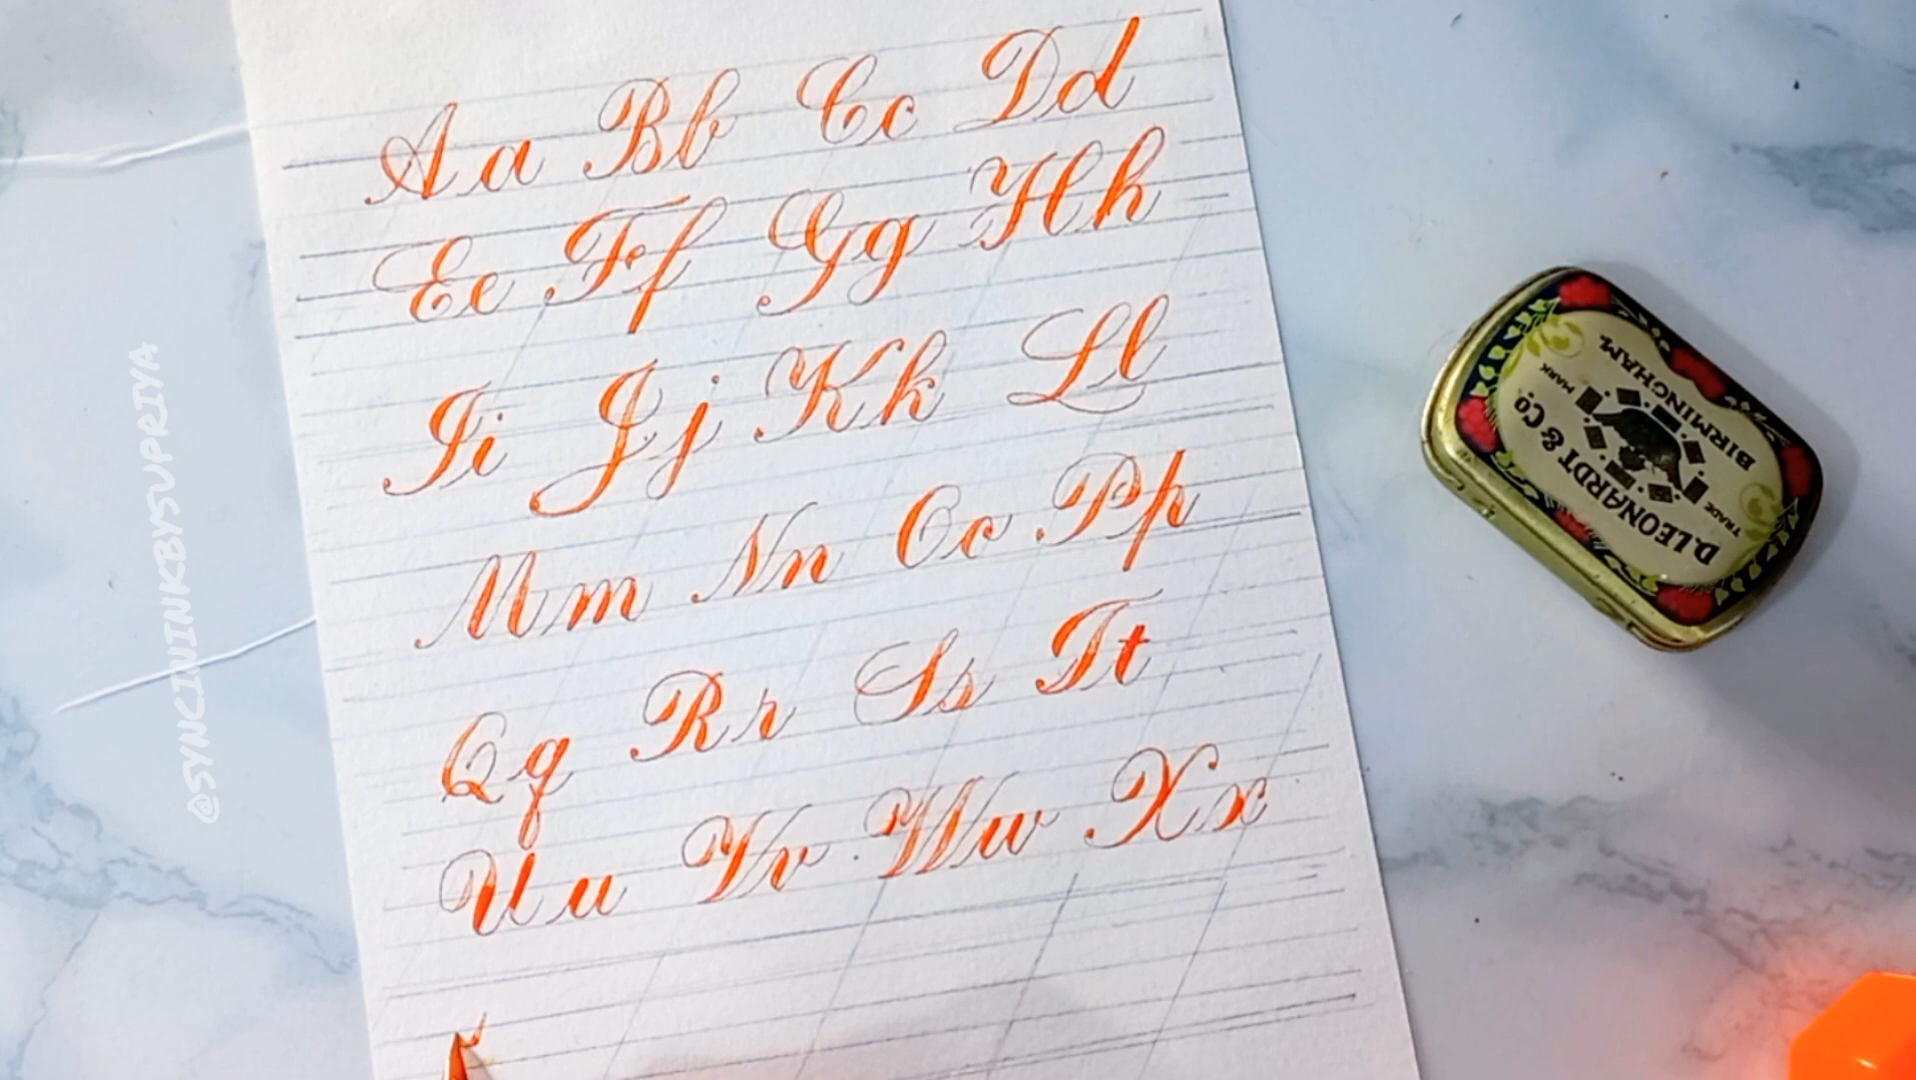 Aa Bb Cc Dd
Ee Ff Gg Hh
Ii Jj Kk Ll
Mm Nn Oo Pp
Qq Rr Ss Tt
Uu Vv Ww Xx
@SYNCINInkBYSUPRIYA
D. LEONARDT & Co.
BIRMINGHAM.
TRADE MARK